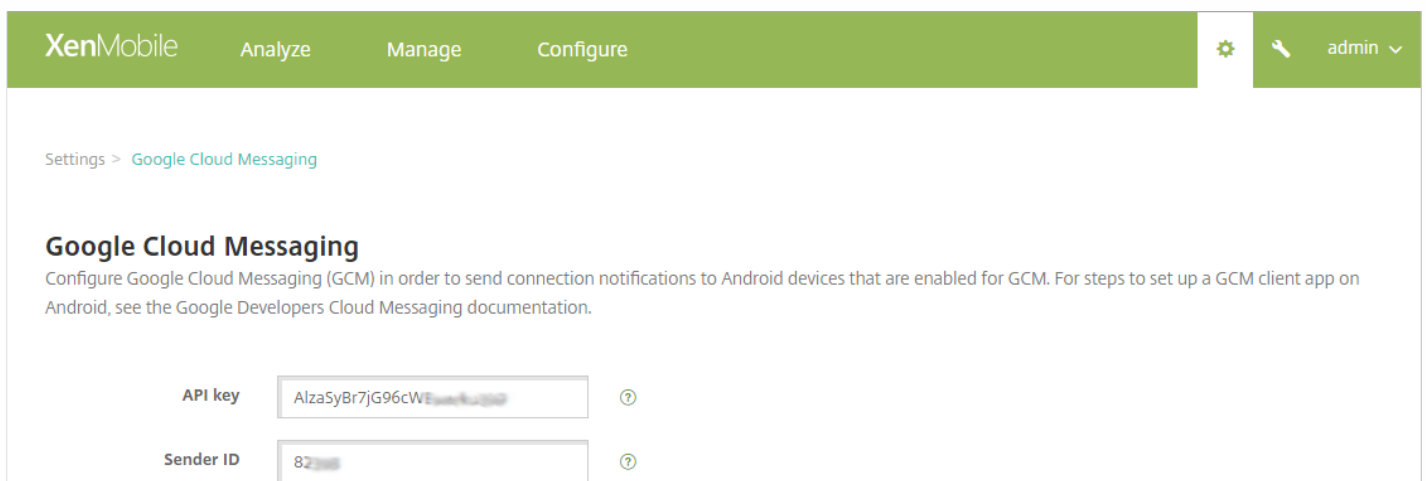 XenMobile Analyze Manage Configure admin
Settings > Google Cloud Messaging
Google Cloud Messaging
Configure Google Cloud Messaging (GCM) in order to send connection notifications to Android devices that are enabled for GCM. For steps to set up a GCM client app on
Android, see the Google Developers Cloud Messaging documentation.
API key
Sender ID